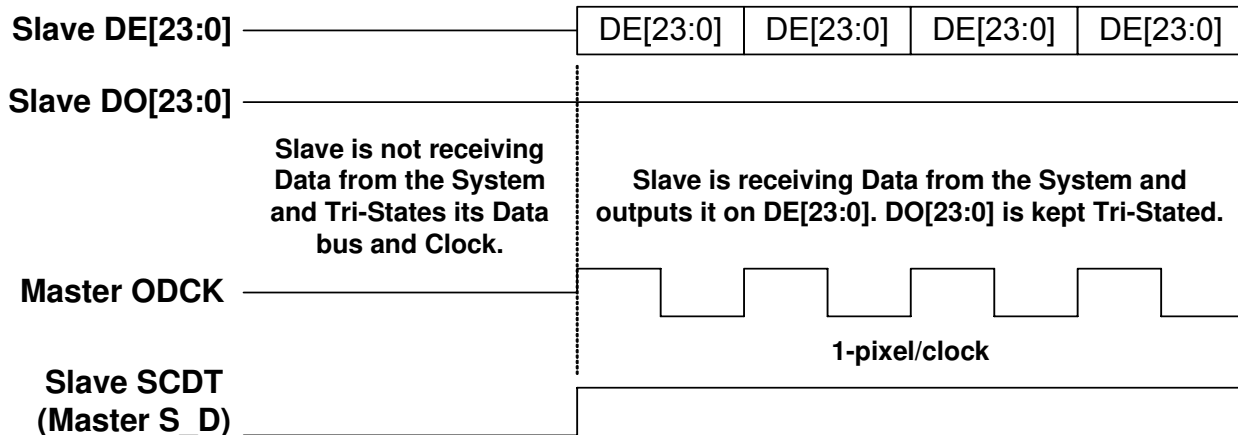 Slave DE[23:0]
DE[23:0] DE[23:0] DE[23:0] DE[23:0]
Slave DO[23:0]
Slave is not receiving
Data from the System
and Tri-States its Data
bus and Clock.
Slave is receiving Data from the System and
outputs it on DE[23:0]. DO[23:0] is kept Tri-Stated.
Master ODCK
1-pixel/clock
Slave SCDT
(Master S_D)